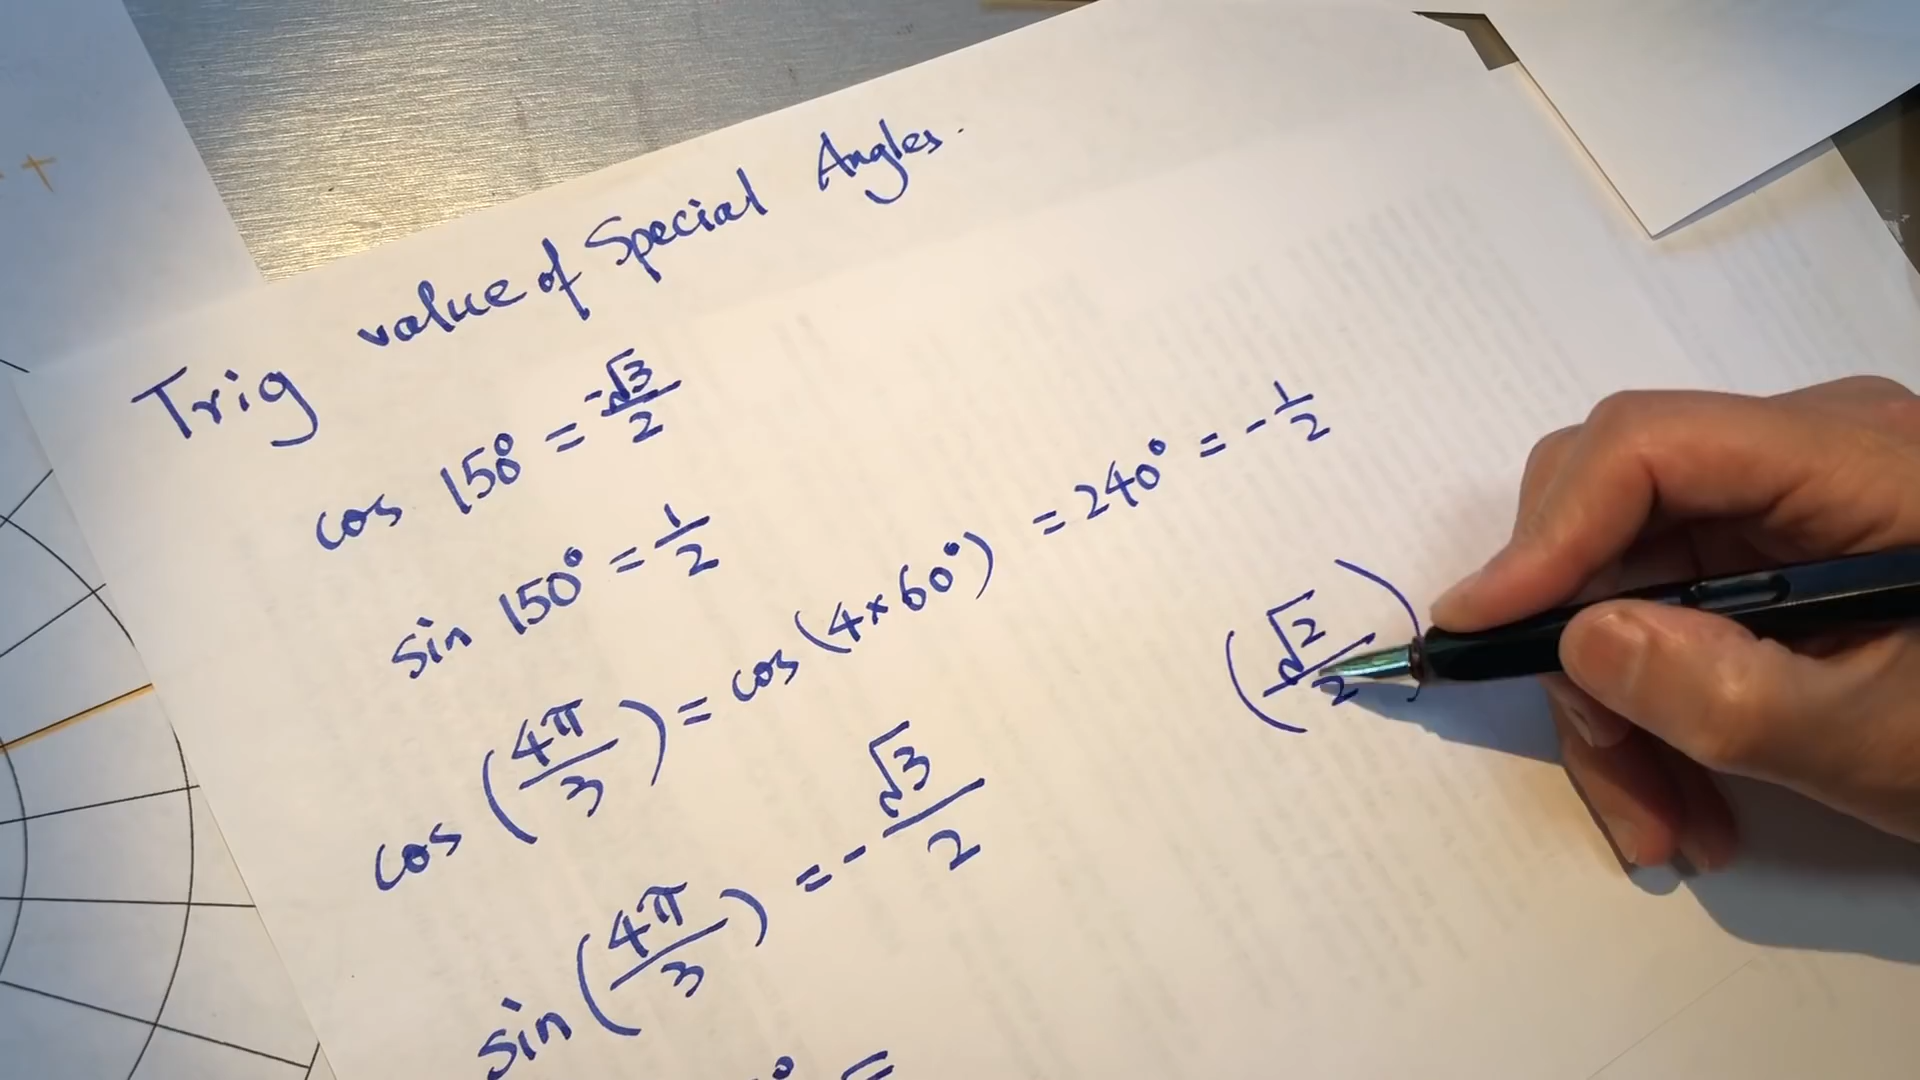 Trig value of Special Angles.
cos 150° = -√3/2
sin 150° = 1/2
cos (4π/3) = cos (4×60°) = 240° = -1/2
(√2/2)
sin (4π/3) = - √3/2
° =